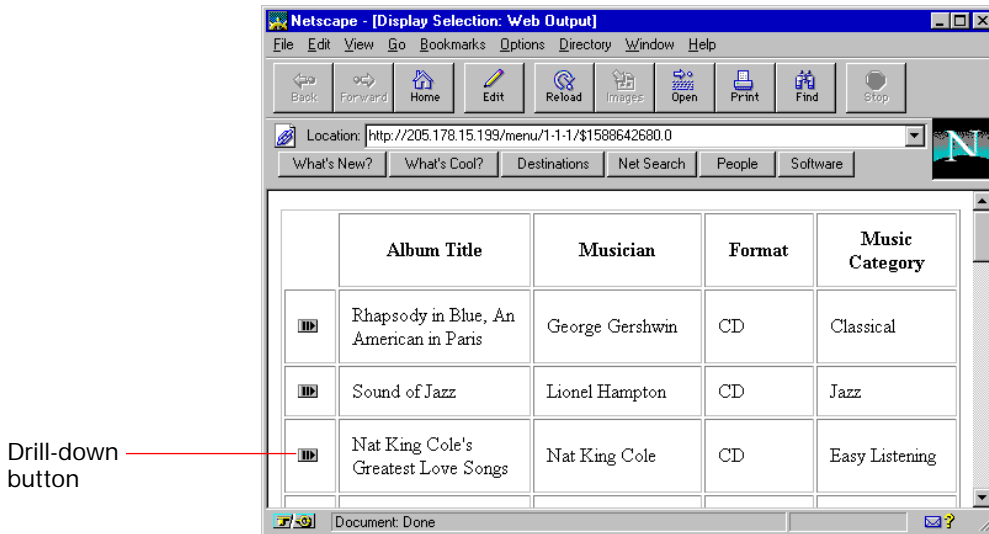 Netscape - [Display Selection: Web Output]
File Edit View Go Bookmarks Options Directory Window Help
Back Forward Home Edit Reload Images Open Print Find Stop
Location: http://205.178.15.199/menu/1-1-1/$1588642680.0
N
What's New? What's Cool? Destinations Net Search People Software
Album Title Musician Format Music
Category
Rhapsody in Blue, An
American in Paris George Gershwin CD Classical
Sound of Jazz Lionel Hampton CD Jazz
Nat King Cole's
Greatest Love Songs Nat King Cole CD Easy Listening
Drill-down
button
Document: Done